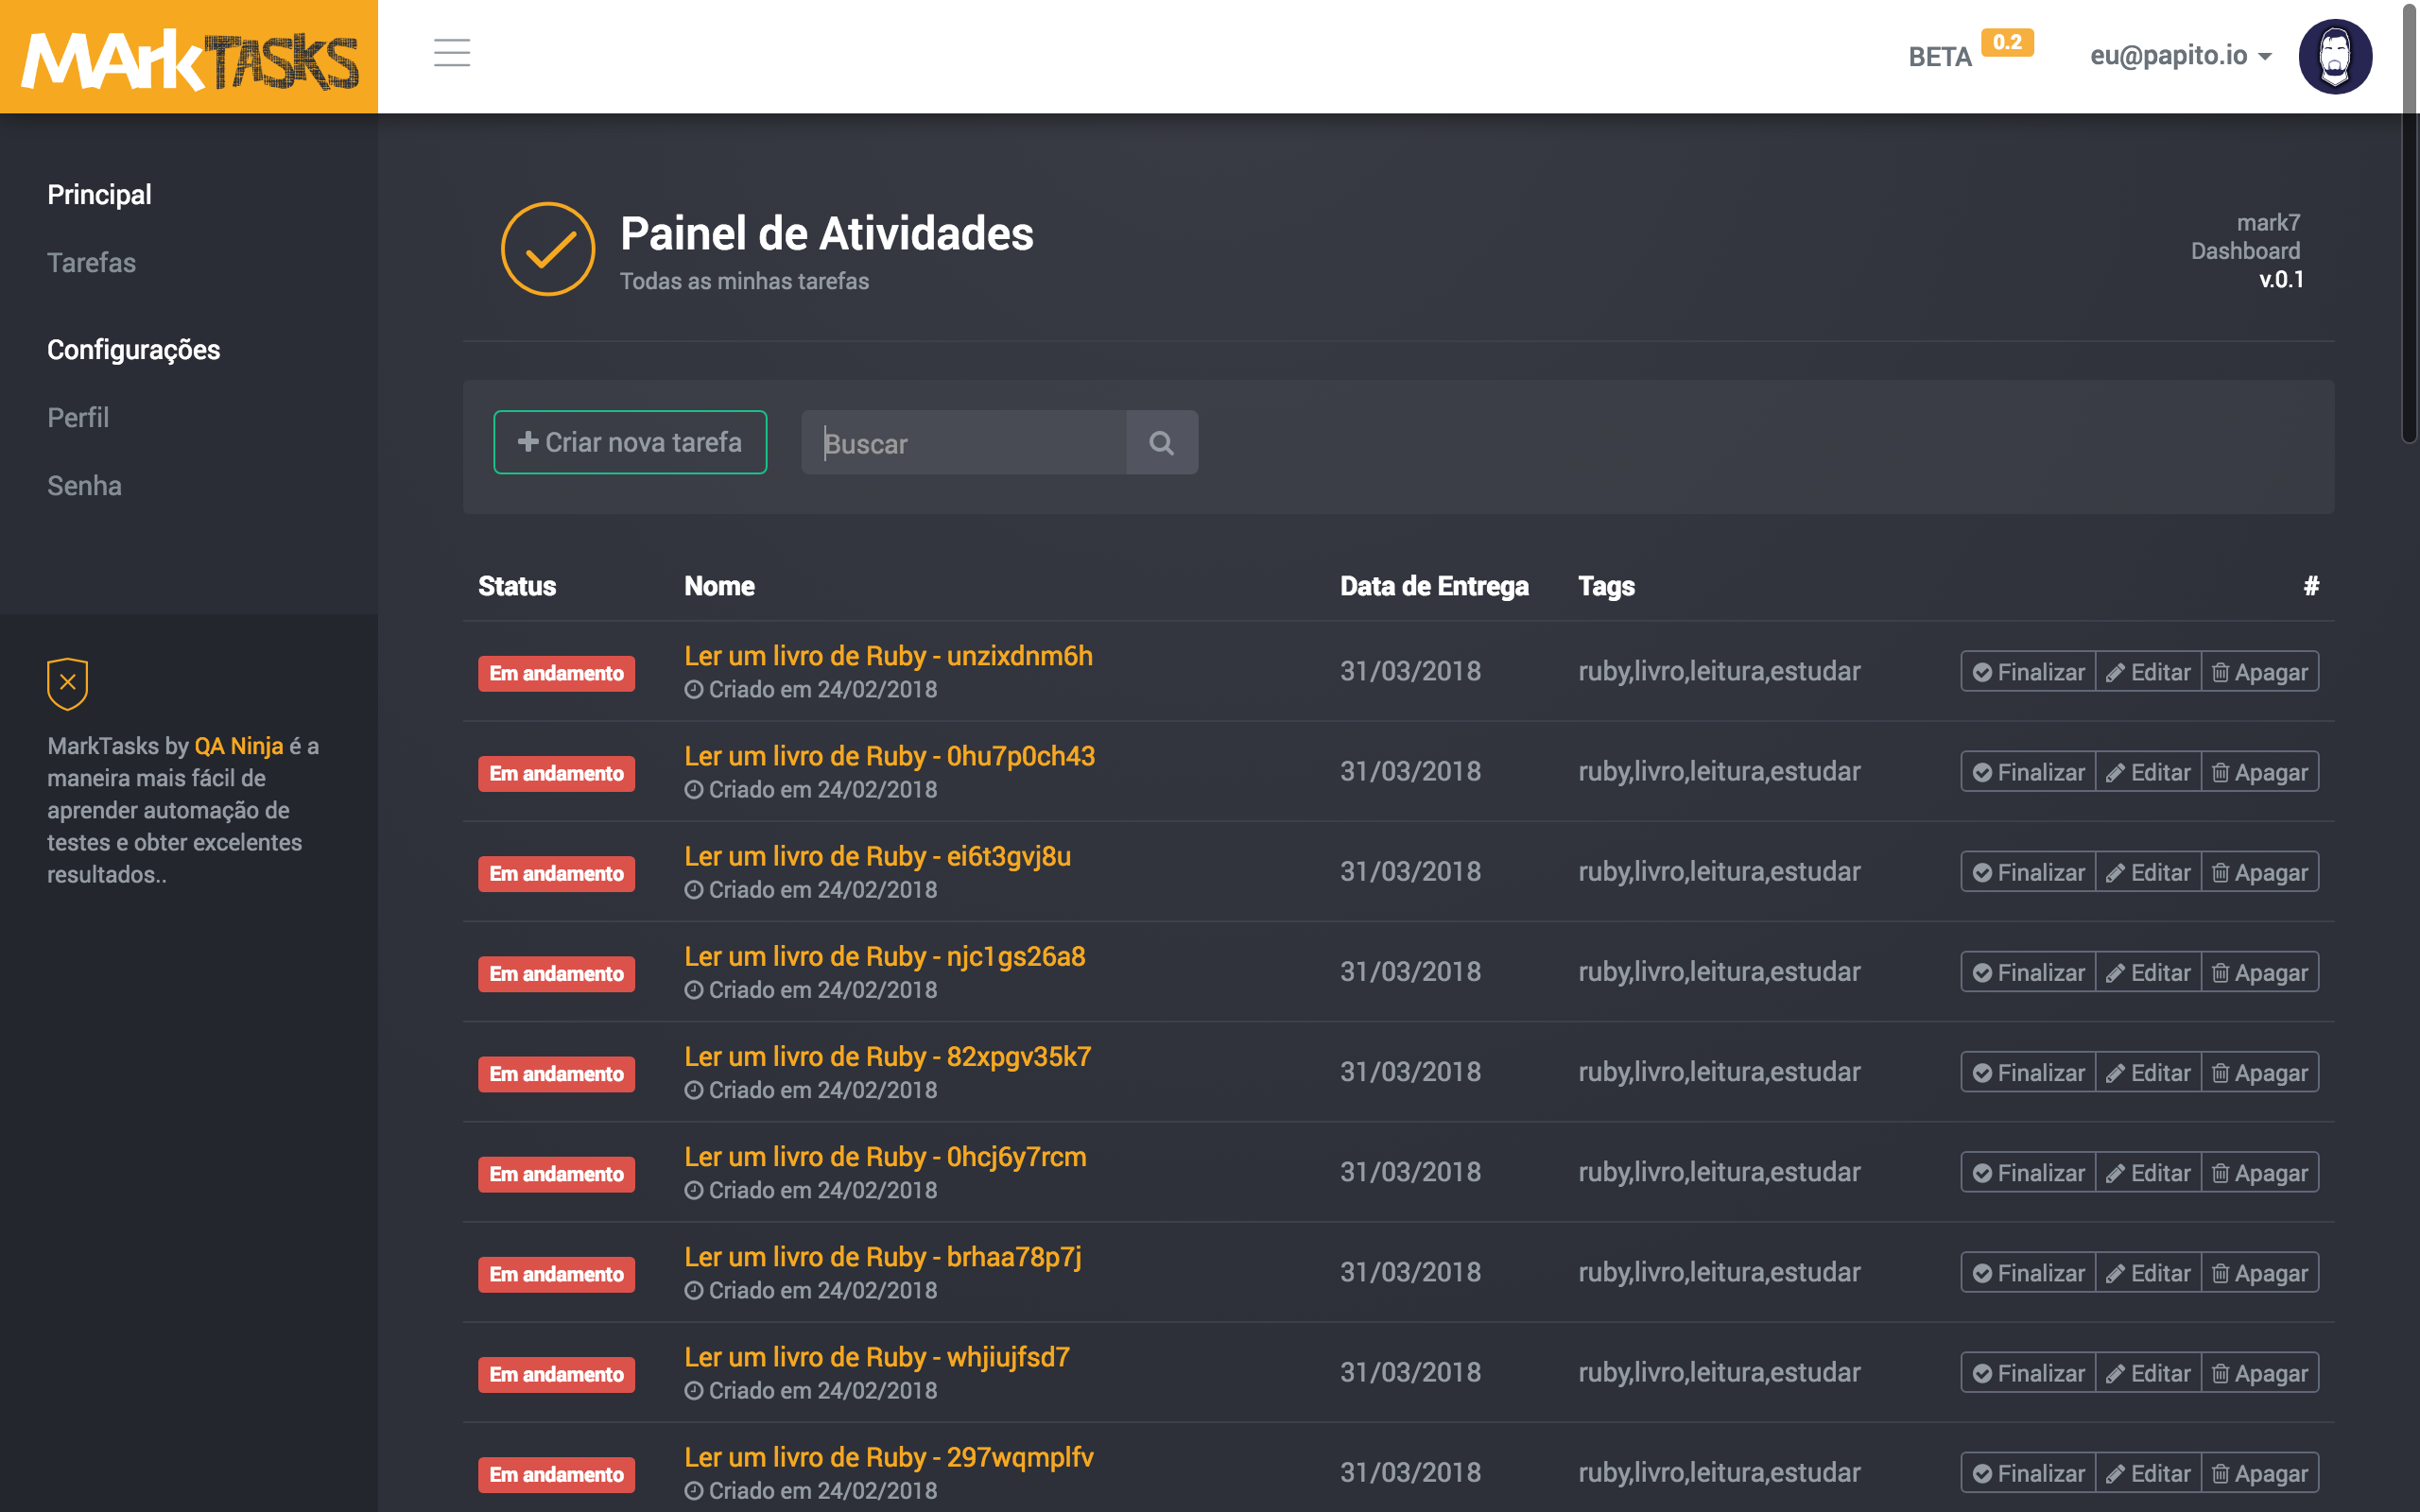 MArkTASKS
BETA 0.2 eu@papito.io
Principal
Tarefas
Configurações
Perfil
Senha
MarkTasks by QA Ninja é a
maneira mais fácil de
aprender automação de
testes e obter excelentes
resultados..
Painel de Atividades
Todas as minhas tarefas
mark7
Dashboard
v.0.1
Criar nova tarefa Buscar
Status Nome Data de Entrega Tags #
Em andamento Ler um livro de Ruby - unzixdnm6h 31/03/2018 ruby,livro,leitura,estudar Finalizar Editar Apagar
Criado em 24/02/2018
Em andamento Ler um livro de Ruby - 0hu7p0ch43 31/03/2018 ruby,livro,leitura,estudar Finalizar Editar Apagar
Criado em 24/02/2018
Em andamento Ler um livro de Ruby - ei6t3gvj8u 31/03/2018 ruby,livro,leitura,estudar Finalizar Editar Apagar
Criado em 24/02/2018
Em andamento Ler um livro de Ruby - njc1gs26a8 31/03/2018 ruby,livro,leitura,estudar Finalizar Editar Apagar
Criado em 24/02/2018
Em andamento Ler um livro de Ruby - 82xpgv35k7 31/03/2018 ruby,livro,leitura,estudar Finalizar Editar Apagar
Criado em 24/02/2018
Em andamento Ler um livro de Ruby - 0hcj6y7rcm 31/03/2018 ruby,livro,leitura,estudar Finalizar Editar Apagar
Criado em 24/02/2018
Em andamento Ler um livro de Ruby - brhaa78p7j 31/03/2018 ruby,livro,leitura,estudar Finalizar Editar Apagar
Criado em 24/02/2018
Em andamento Ler um livro de Ruby - whjiujfsd7 31/03/2018 ruby,livro,leitura,estudar Finalizar Editar Apagar
Criado em 24/02/2018
Em andamento Ler um livro de Ruby - 297wqmplfv 31/03/2018 ruby,livro,leitura,estudar Finalizar Editar Apagar
Criado em 24/02/2018